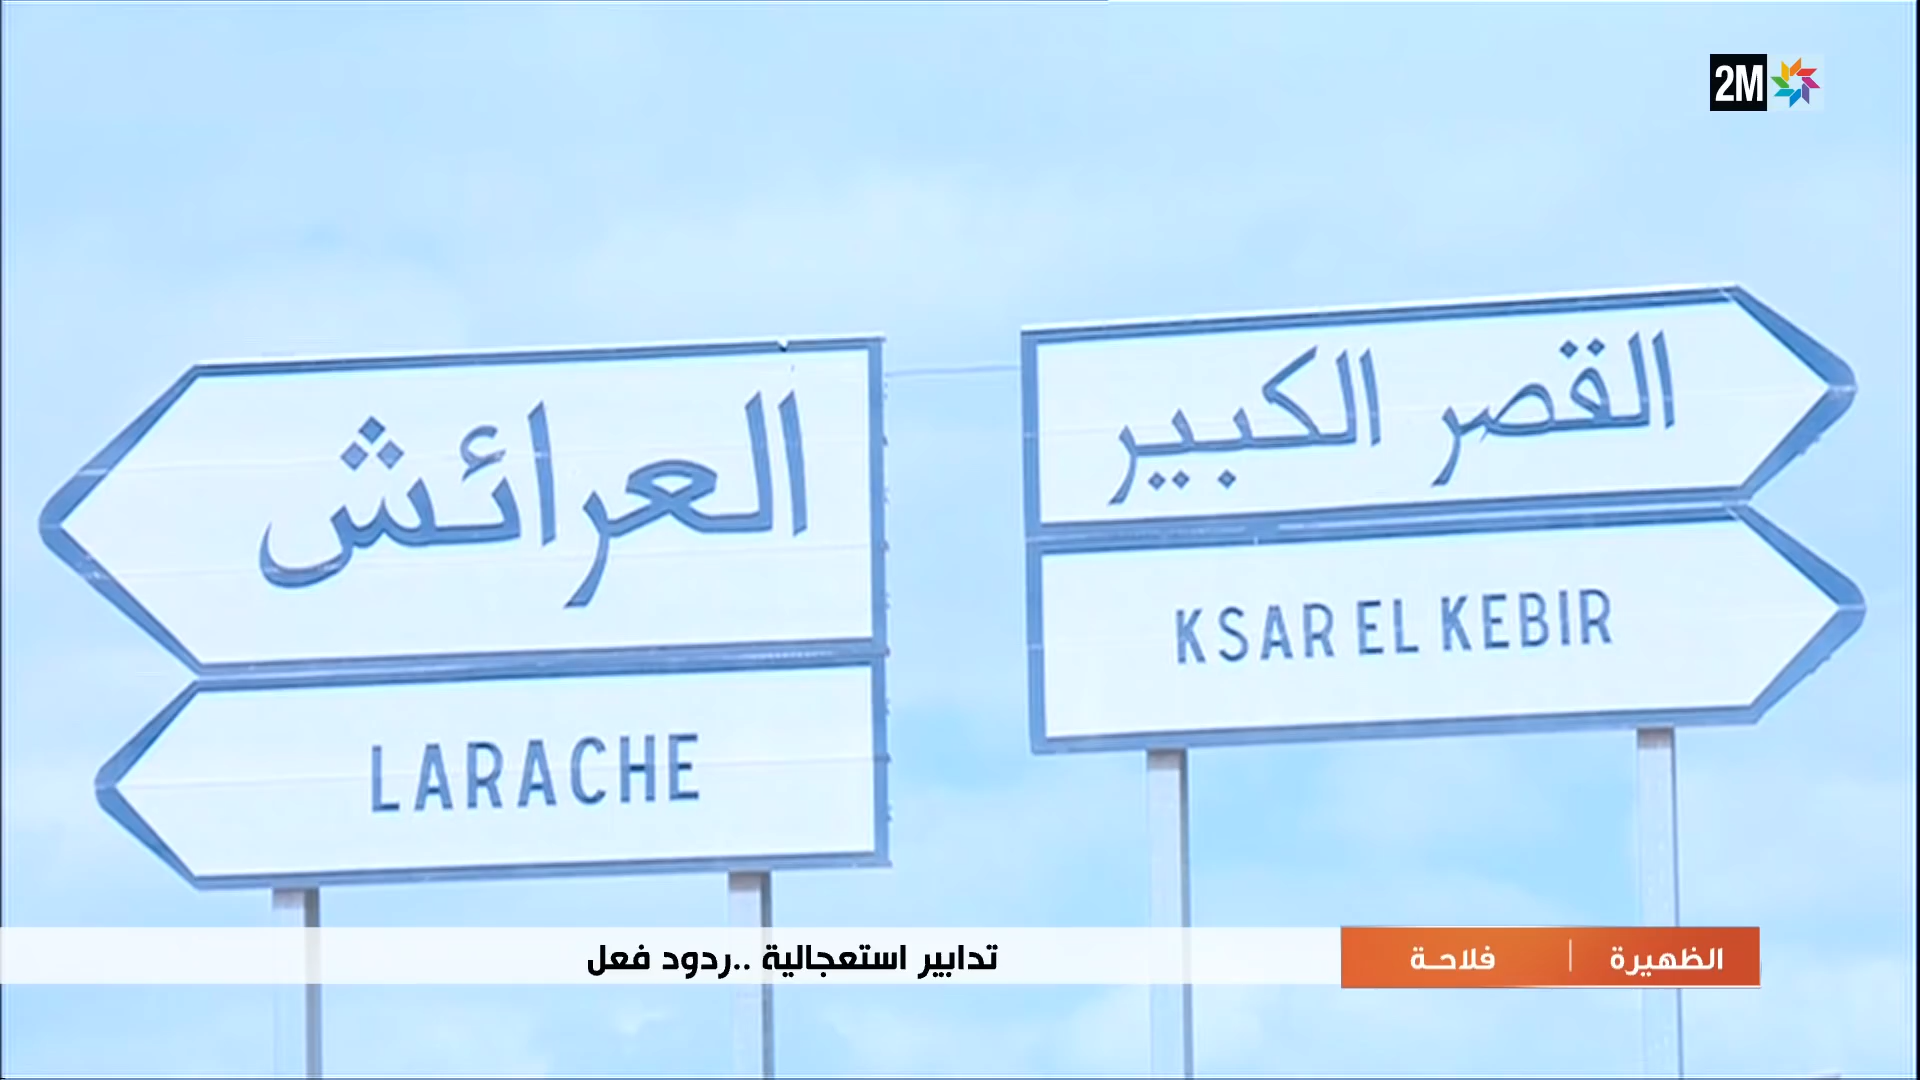 2M
القصر الكبير
KSAR EL KEBIR
العرائش
LARACHE
الظهيرة | فلاحة
تدابير استعجالية ..ردود فعل